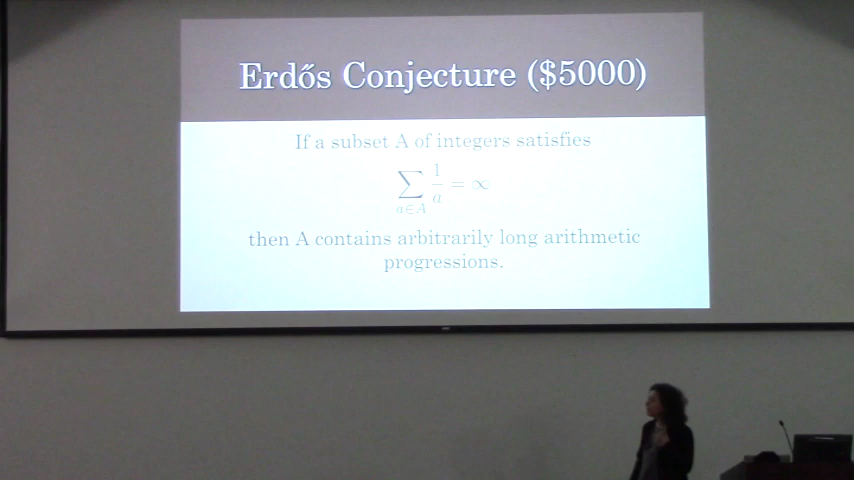 Erdős Conjecture ($5000)
If a subset A of integers satisfies
∑_{a∈A} 1/a = ∞
then A contains arbitrarily long arithmetic
progressions.